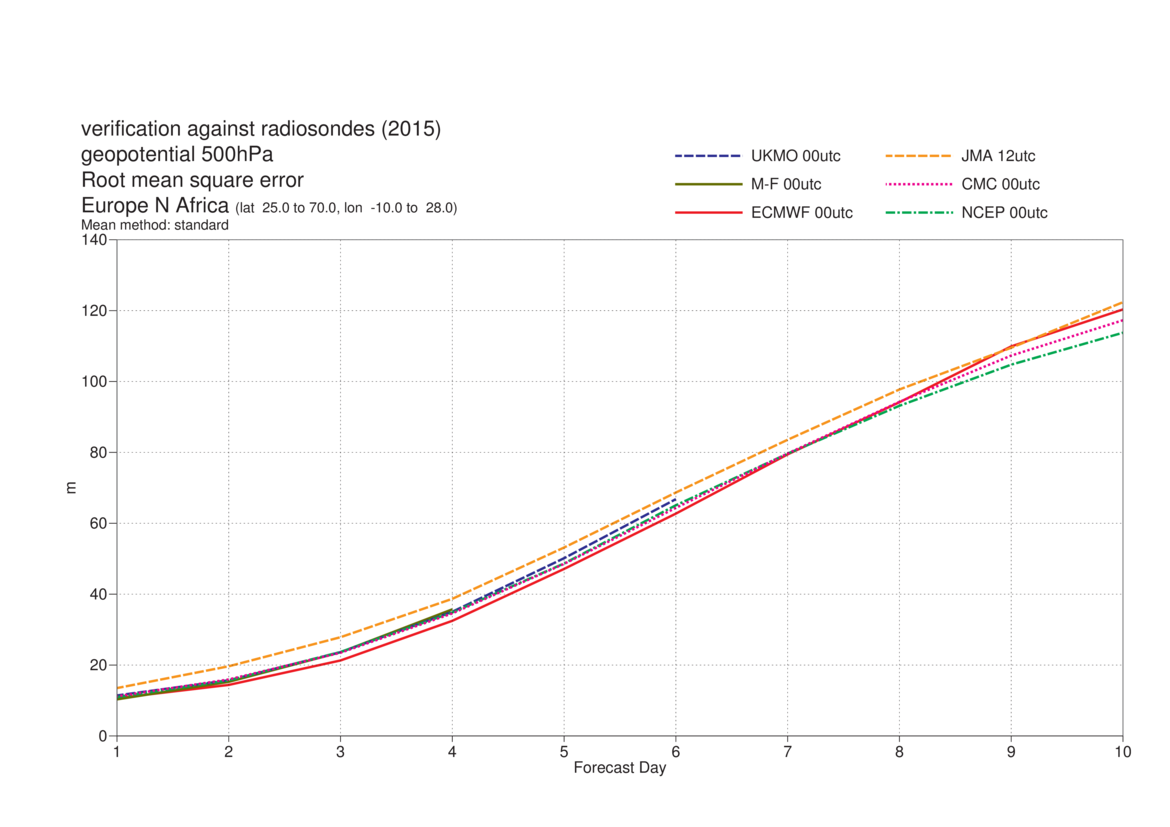 verification against radiosondes (2015)
geopotential 500hPa
Root mean square error
Europe N Africa (lat 25.0 to 70.0, lon -10.0 to 28.0)
Mean method: standard
UKMO 00utc
M-F 00utc
ECMWF 00utc
JMA 12utc
CMC 00utc
NCEP 00utc
140
120
100
80
60
40
20
0
m
1 2 3 4 5 6 7 8 9 10
Forecast Day